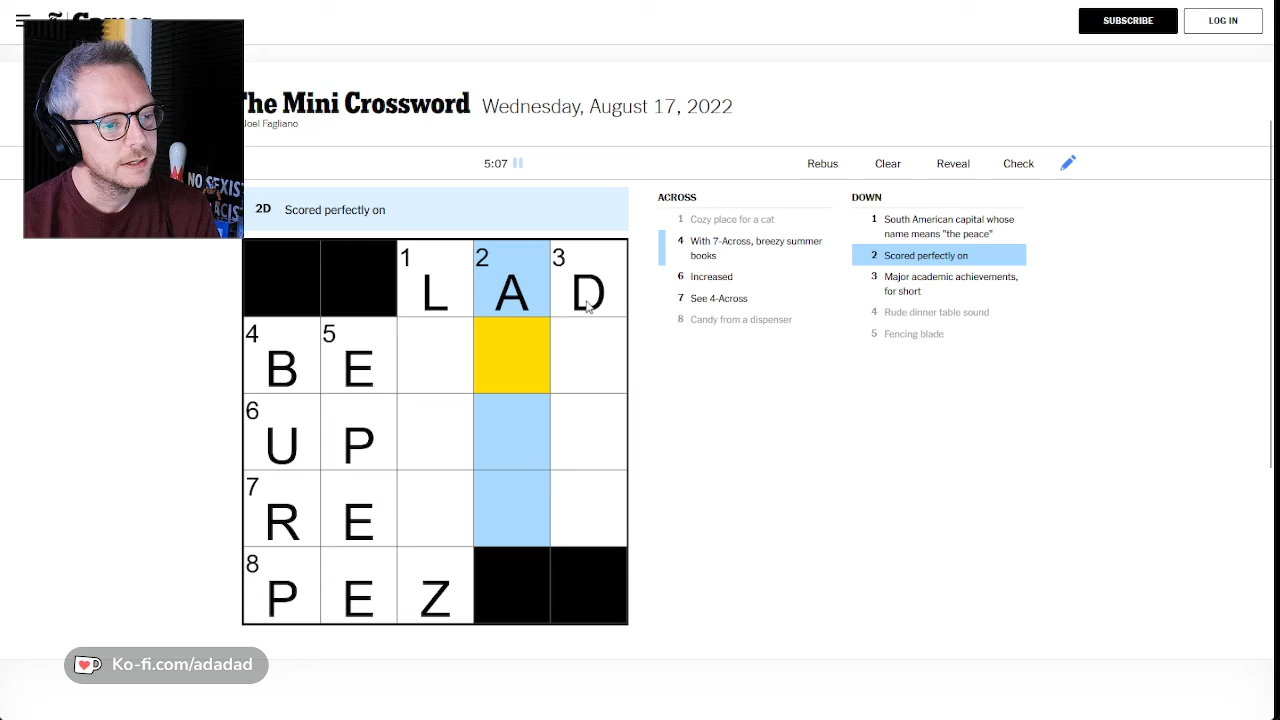 Games
SUBSCRIBE
LOG IN
The Mini Crossword Wednesday, August 17, 2022
Joel Fagliano
5:07
Rebus
Clear
Reveal
Check
NO SEXIST
2D Scored perfectly on
1 2 3
L A D
4 5
B E
6
U P
7
R E
8
P E Z
ACROSS
1 Cozy place for a cat
4 With 7-Across, breezy summer
books
6 Increased
7 See 4-Across
8 Candy from a dispenser
DOWN
1 South American capital whose
name means "the peace"
2 Scored perfectly on
3 Major academic achievements,
for short
4 Rude dinner table sound
5 Fencing blade
Ko-fi.com/adadad